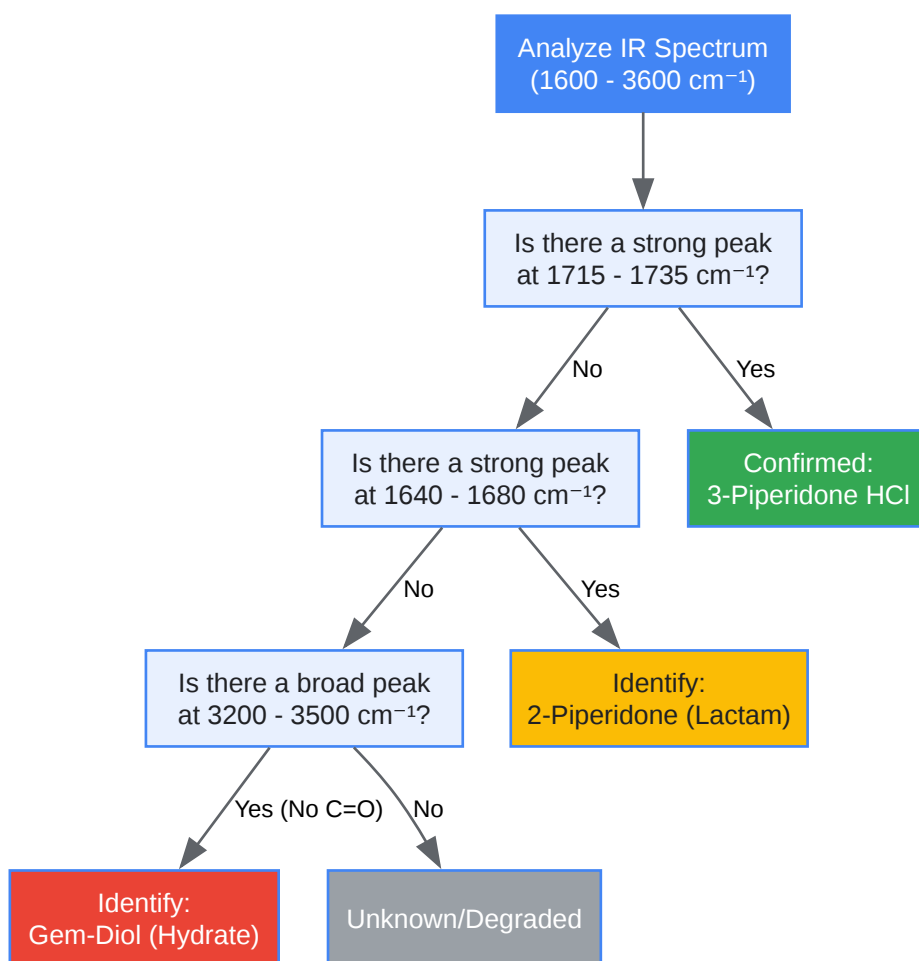 Analyze IR Spectrum
(1600 - 3600 cm⁻¹)
Is there a strong peak
at 1715 - 1735 cm⁻¹?
No
Yes
Is there a strong peak
at 1640 - 1680 cm⁻¹?
Confirmed:
3-Piperidone HCl
No
Yes
Is there a broad peak
at 3200 - 3500 cm⁻¹?
Identify:
2-Piperidone (Lactam)
Yes (No C=O)
No
Identify:
Gem-Diol (Hydrate)
Unknown/Degraded